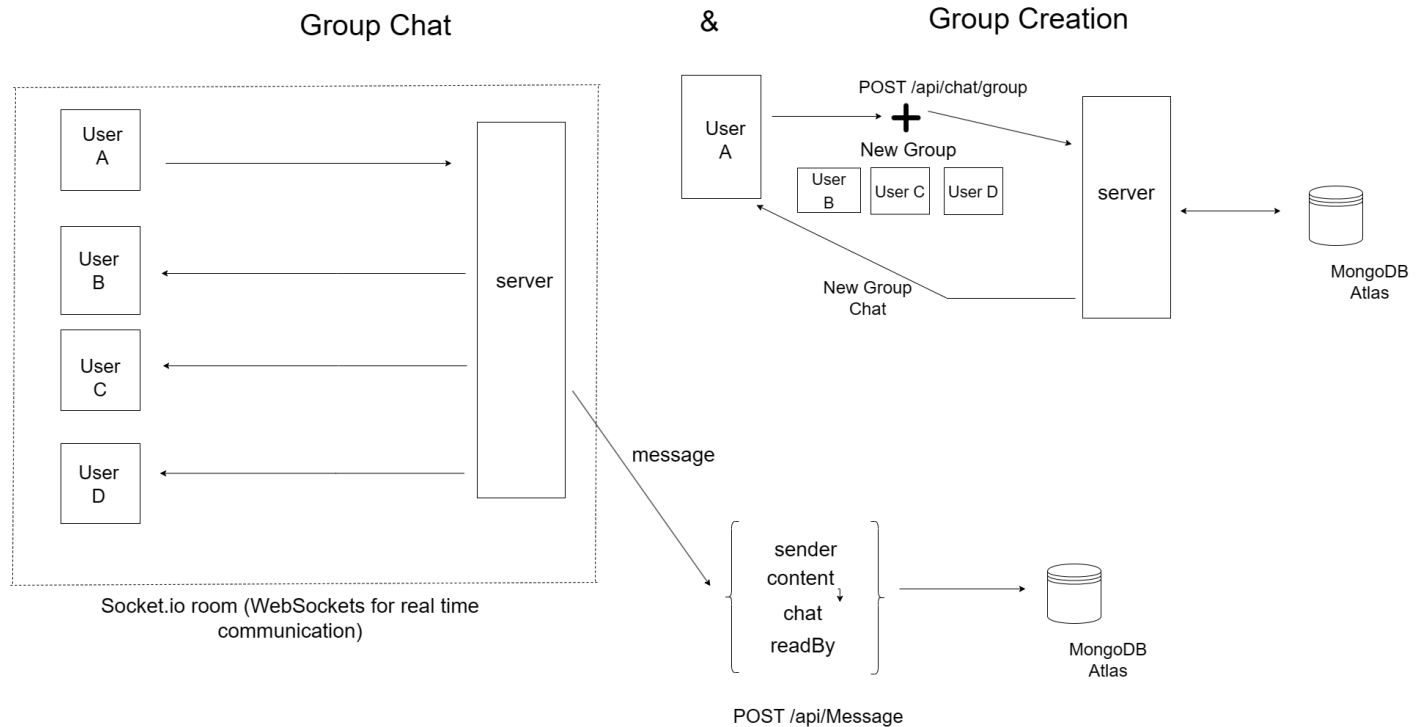 Group Chat
&
Group Creation
User
A
User
B
User
C
User
D
server
Socket.io room (WebSockets for real time
communication)
User
A
POST /api/chat/group
New Group
User
B
User C
User D
server
New Group
Chat
MongoDB
Atlas
message
sender
content
chat
readBy
POST /api/Message
MongoDB
Atlas